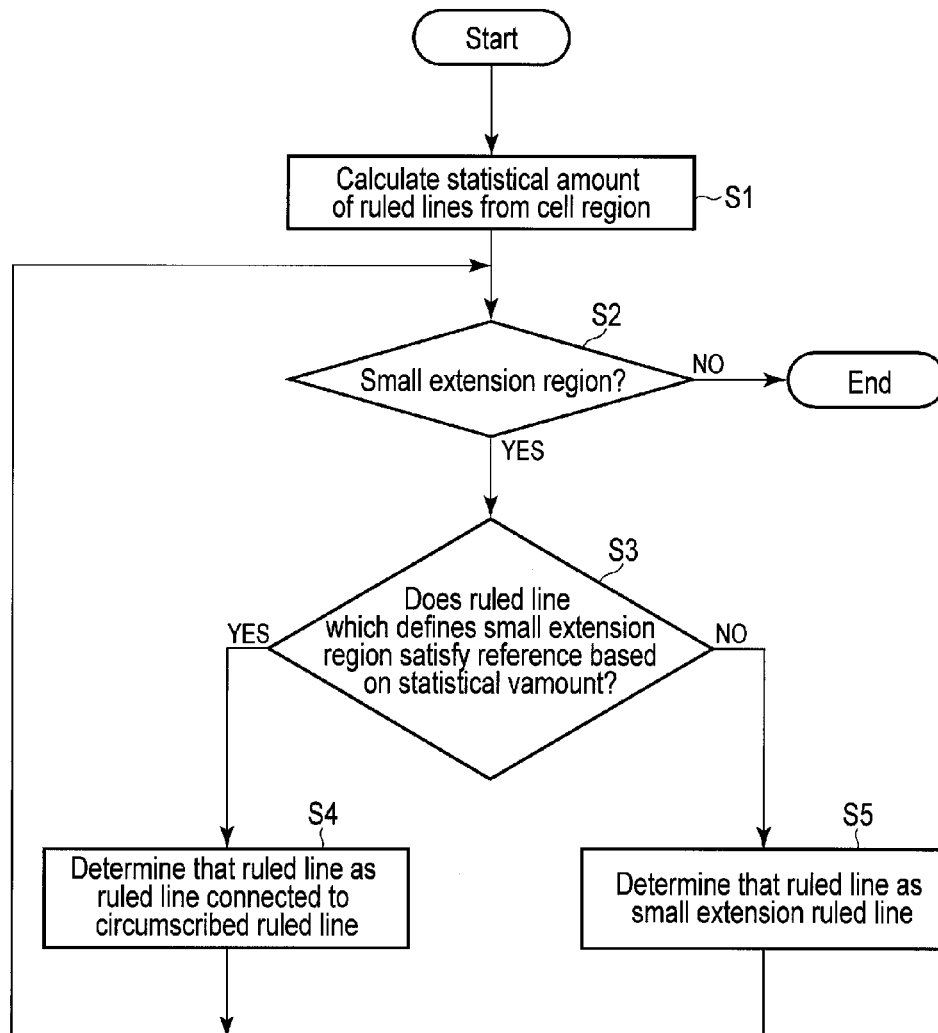 Start
Calculate statistical amount
of ruled lines from cell region
S1
S2
Small extension region?
NO
End
YES
S3
Does ruled line
which defines small extension
region satisfy reference based
on statistical vamount?
YES
NO
S4
Determine that ruled line as
ruled line connected to
circumscribed ruled line
S5
Determine that ruled line as
small extension ruled line